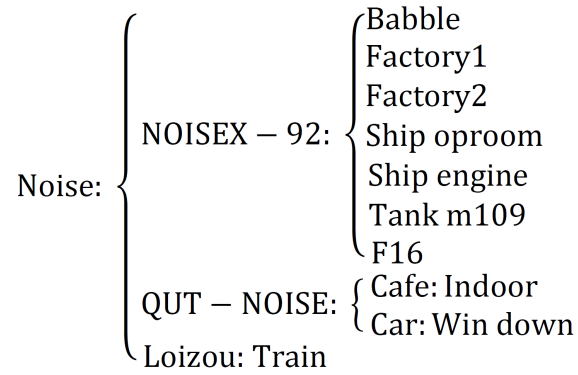 Babble
Factory1
Factory2
NOISEX − 92:
Ship oproom
Ship engine
Noise:
Tank m109
F16
QUT − NOISE:
Cafe: Indoor
Car: Win down
Loizou: Train